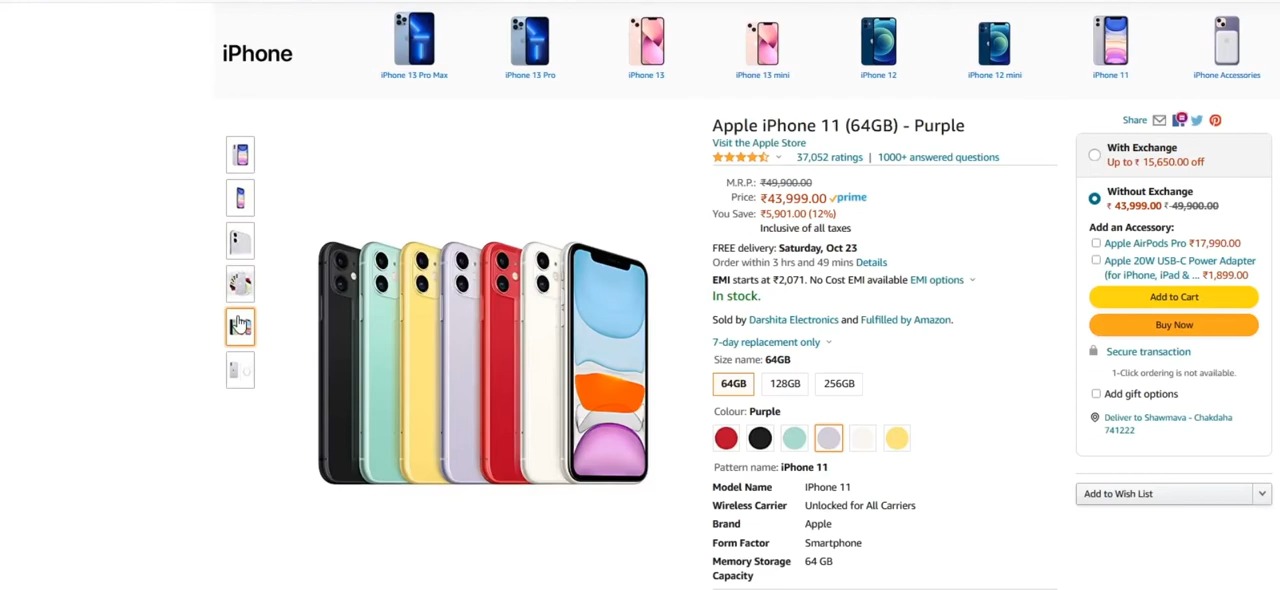 iPhone
iPhone 13 Pro Max
iPhone 13 Pro
iPhone 13
iPhone 13 mini
iPhone 12
iPhone 12 mini
iPhone 11
iPhone Accessories
Apple iPhone 11 (64GB) - Purple
Visit the Apple Store
37,052 ratings | 1000+ answered questions
M.R.P.: ₹49,900.00
Price: ₹43,999.00 prime
You Save: ₹5,901.00 (12%)
Inclusive of all taxes
FREE delivery: Saturday, Oct 23
Order within 3 hrs and 49 mins Details
EMI starts at ₹2,071. No Cost EMI available EMI options
In stock.
Sold by Darshita Electronics and Fulfilled by Amazon.
7-day replacement only
Size name: 64GB
64GB 128GB 256GB
Colour: Purple
Pattern name: iPhone 11
Model Name IPhone 11
Wireless Carrier Unlocked for All Carriers
Brand Apple
Form Factor Smartphone
Memory Storage 64 GB
Capacity
Share
With Exchange
Up to ₹ 15,650.00 off
Without Exchange
₹ 43,999.00 ₹ 49,900.00
Add an Accessory:
Apple AirPods Pro ₹17,990.00
Apple 20W USB-C Power Adapter
(for iPhone, iPad & ... ₹1,899.00
Add to Cart
Buy Now
Secure transaction
1-Click ordering is not available.
Add gift options
Deliver to Shawmava - Chakdaha
741222
Add to Wish List